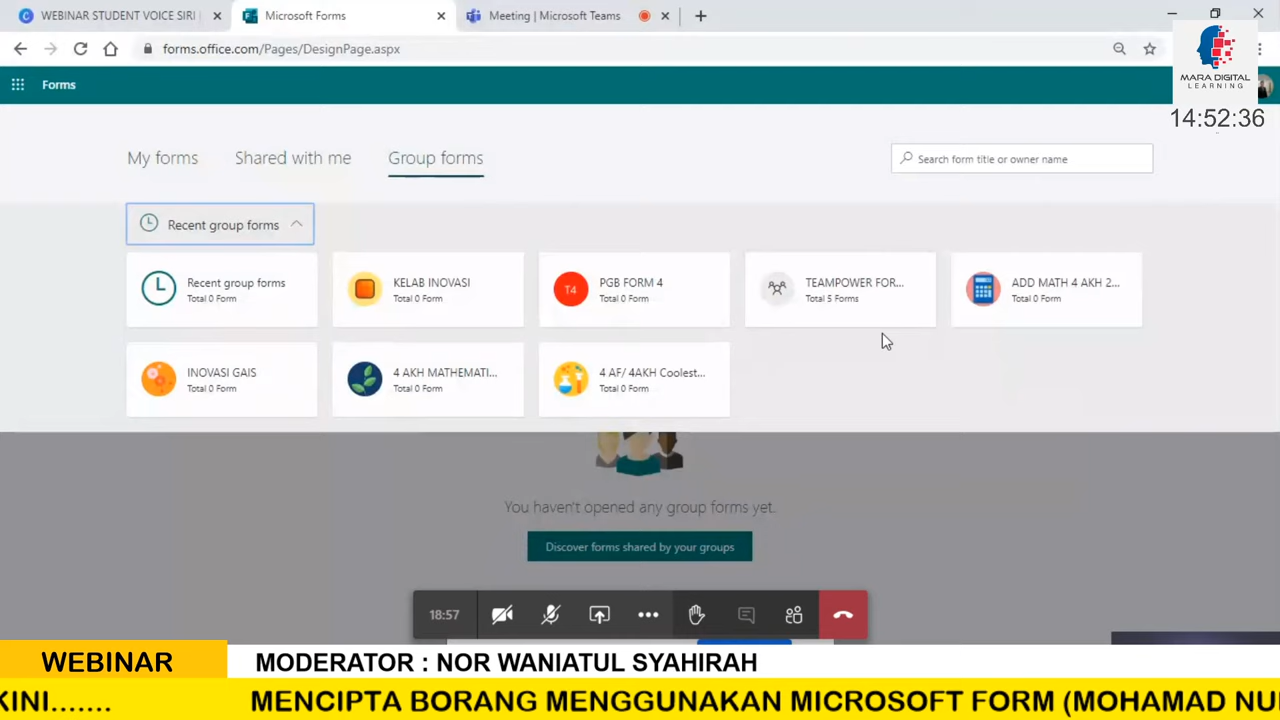 WEBINAR STUDENT VOICE SIRI
Microsoft Forms
Meeting | Microsoft Teams
forms.office.com/Pages/DesignPage.aspx
MARA DIGITAL
LEARNING
14:52:36
Forms
My forms
Shared with me
Group forms
Search form title or owner name
Recent group forms
Recent group forms
Total 0 Form
KELAB INOVASI
Total 0 Form
T4
PGB FORM 4
Total 0 Form
TEAMPOWER FOR...
Total 5 Forms
ADD MATH 4 AKH 2...
Total 0 Form
INOVASI GAIS
Total 0 Form
4 AKH MATHEMATI...
Total 0 Form
4 AF/ 4AKH Coolest...
Total 0 Form
You haven't opened any group forms yet.
Discover forms shared by your groups
18:57
WEBINAR
MODERATOR : NOR WANIATUL SYAHIRAH
KINI....... MENCIPTA BORANG MENGGUNAKAN MICROSOFT FORM (MOHAMAD